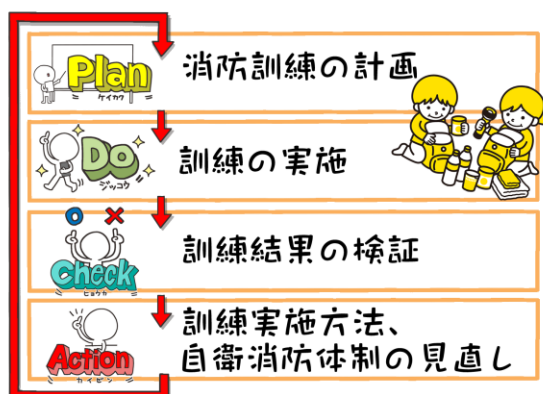 Plan
ケイカク
消防訓練の計画
Do
ジッコウ
訓練の実施
Check
ヒョウカ
訓練結果の検証
Action
カイゼン
訓練実施方法、
自衛消防体制の見直し